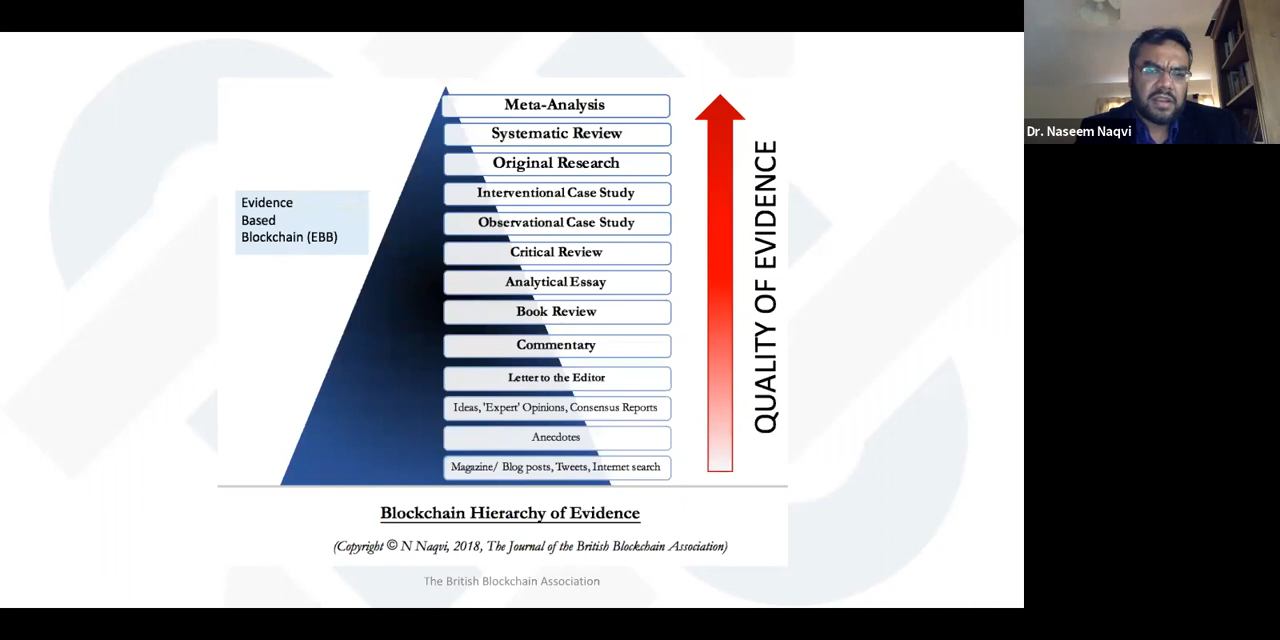 Meta-Analysis
Systematic Review
Original Research
Interventional Case Study
Observational Case Study
Critical Review
Analytical Essay
Book Review
Commentary
Letter to the Editor
Ideas, 'Expert' Opinions, Consensus Reports
Anecdotes
Magazine/ Blog posts, Tweets, Internet search
Evidence
Based
Blockchain (EBB)
QUALITY OF EVIDENCE
Blockchain Hierarchy of Evidence
(Copyright © N Naqvi, 2018, The Journal of the British Blockchain Association)
The British Blockchain Association
Dr. Naseem Naqvi